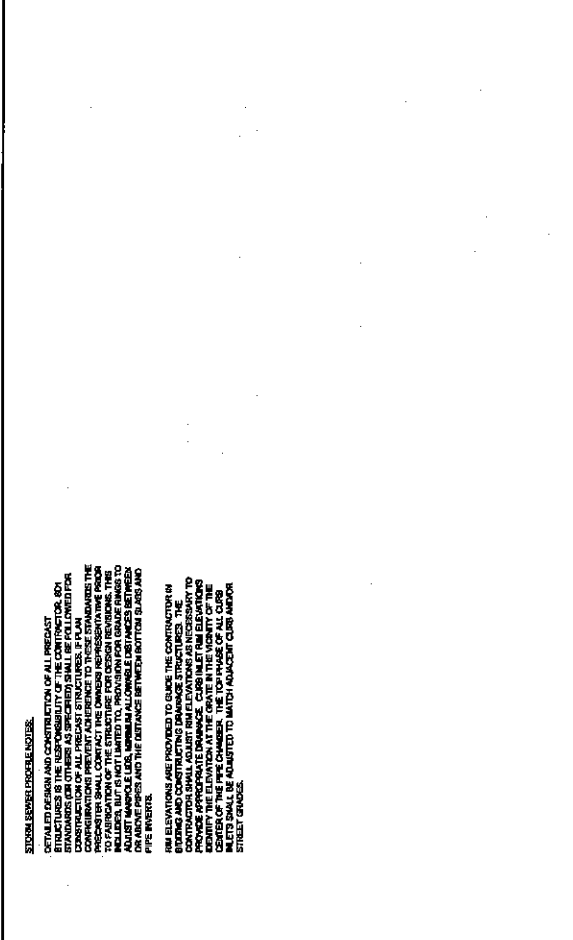 STORM SEWER PROFILE NOTES:
DETAILED DESIGN AND CONSTRUCTION OF ALL PRECAST
STRUCTURES IS THE RESPONSIBILITY OF THE CONTRACTOR. SD1
STANDARDS (OR OTHERS AS SPECIFIED) SHALL BE FOLLOWED FOR
CONSTRUCTION OF ALL PRECAST STRUCTURES. IF PLAN
CONFIGURATIONS PREVENT ADHERENCE TO THESE STANDARDS THE
PRECASTER SHALL CONTACT THE OWNERS REPRESENTATIVE PRIOR
TO FABRICATION OF THE STRUCTURE FOR DESIGN REVISIONS. THIS
INCLUDES, BUT IS NOT LIMITED TO, PROVISION FOR GRADE RINGS TO
ADJUST MANHOLE LIDS, MINIMUM ALLOWABLE DISTANCES BETWEEN
OR ABOVE PIPES AND THE DISTANCE BETWEEN BOTTOM SLABS AND
PIPE INVERTS.
RIM ELEVATIONS ARE PROVIDED TO GUIDE THE CONTRACTOR IN
BIDDING AND CONSTRUCTING DRAINAGE STRUCTURES. THE
CONTRACTOR SHALL ADJUST RIM ELEVATIONS AS NECESSARY TO
PROVIDE APPROPRIATE DRAINAGE. CURB INLET RIM ELEVATIONS
IDENTIFY THE ELEVATION AT THE GRATE IN THE VICINITY OF THE
CENTER OF THE PIPE CHAMBER. THE TOP PHASE OF ALL CURB
INLETS SHALL BE ADJUSTED TO MATCH ADJACENT CURB AND/OR
STREET GRADES.